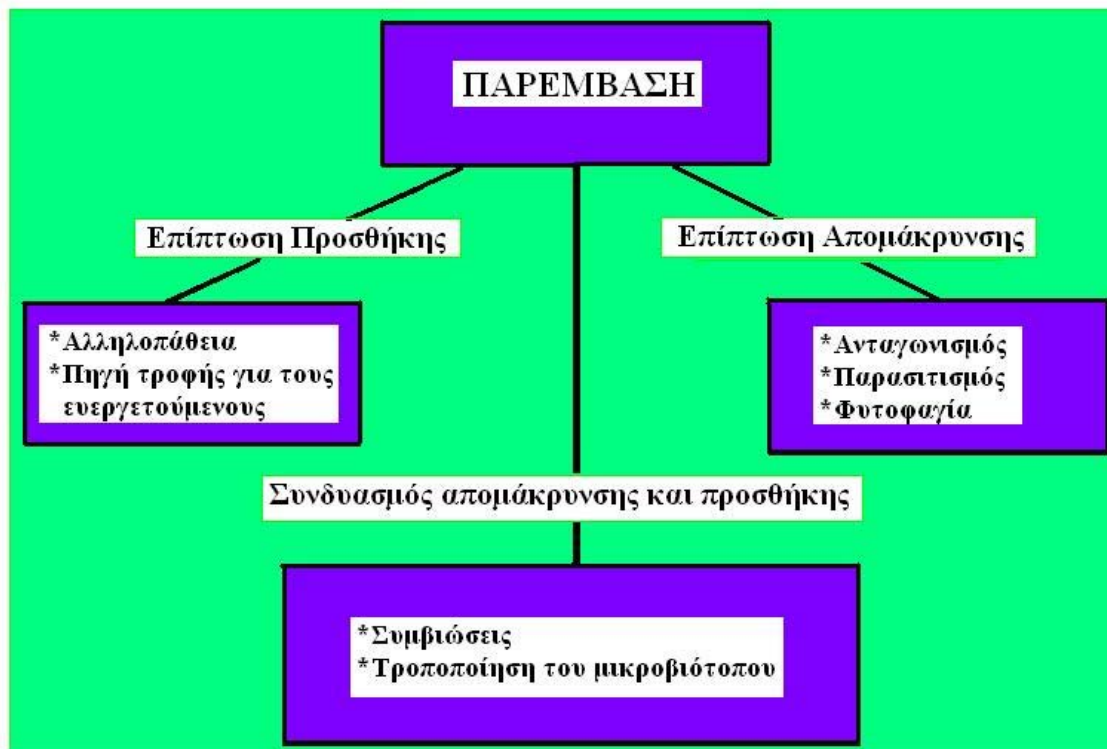 ΠΑΡΕΜΒΑΣΗ
Επίπτωση Προσθήκης
Επίπτωση Απομάκρυνσης
*Αλληλοπάθεια
*Πηγή τροφής για τους
ευεργετούμενους
*Ανταγωνισμός
*Παρασιτισμός
*Φυτοφαγία
Συνδυασμός απομάκρυνσης και προσθήκης
*Συμβιώσεις
*Τροποποίηση του μικροβιότοπου